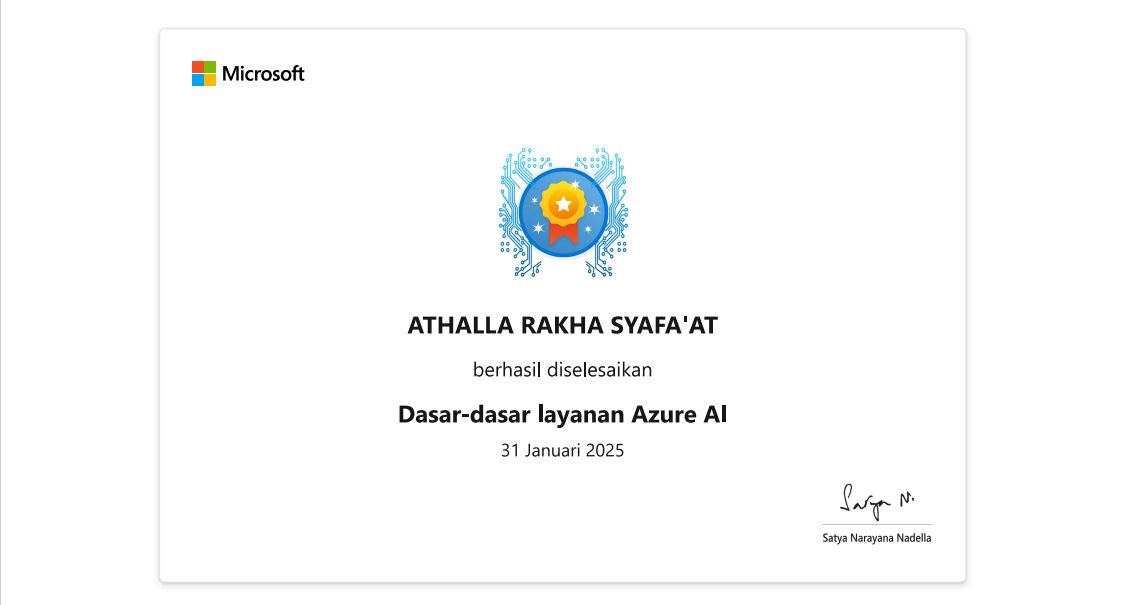 Microsoft
ATHALLA RAKHA SYAFA'AT
berhasil diselesaikan
Dasar-dasar layanan Azure AI
31 Januari 2025
Satya N.
Satya Narayana Nadella